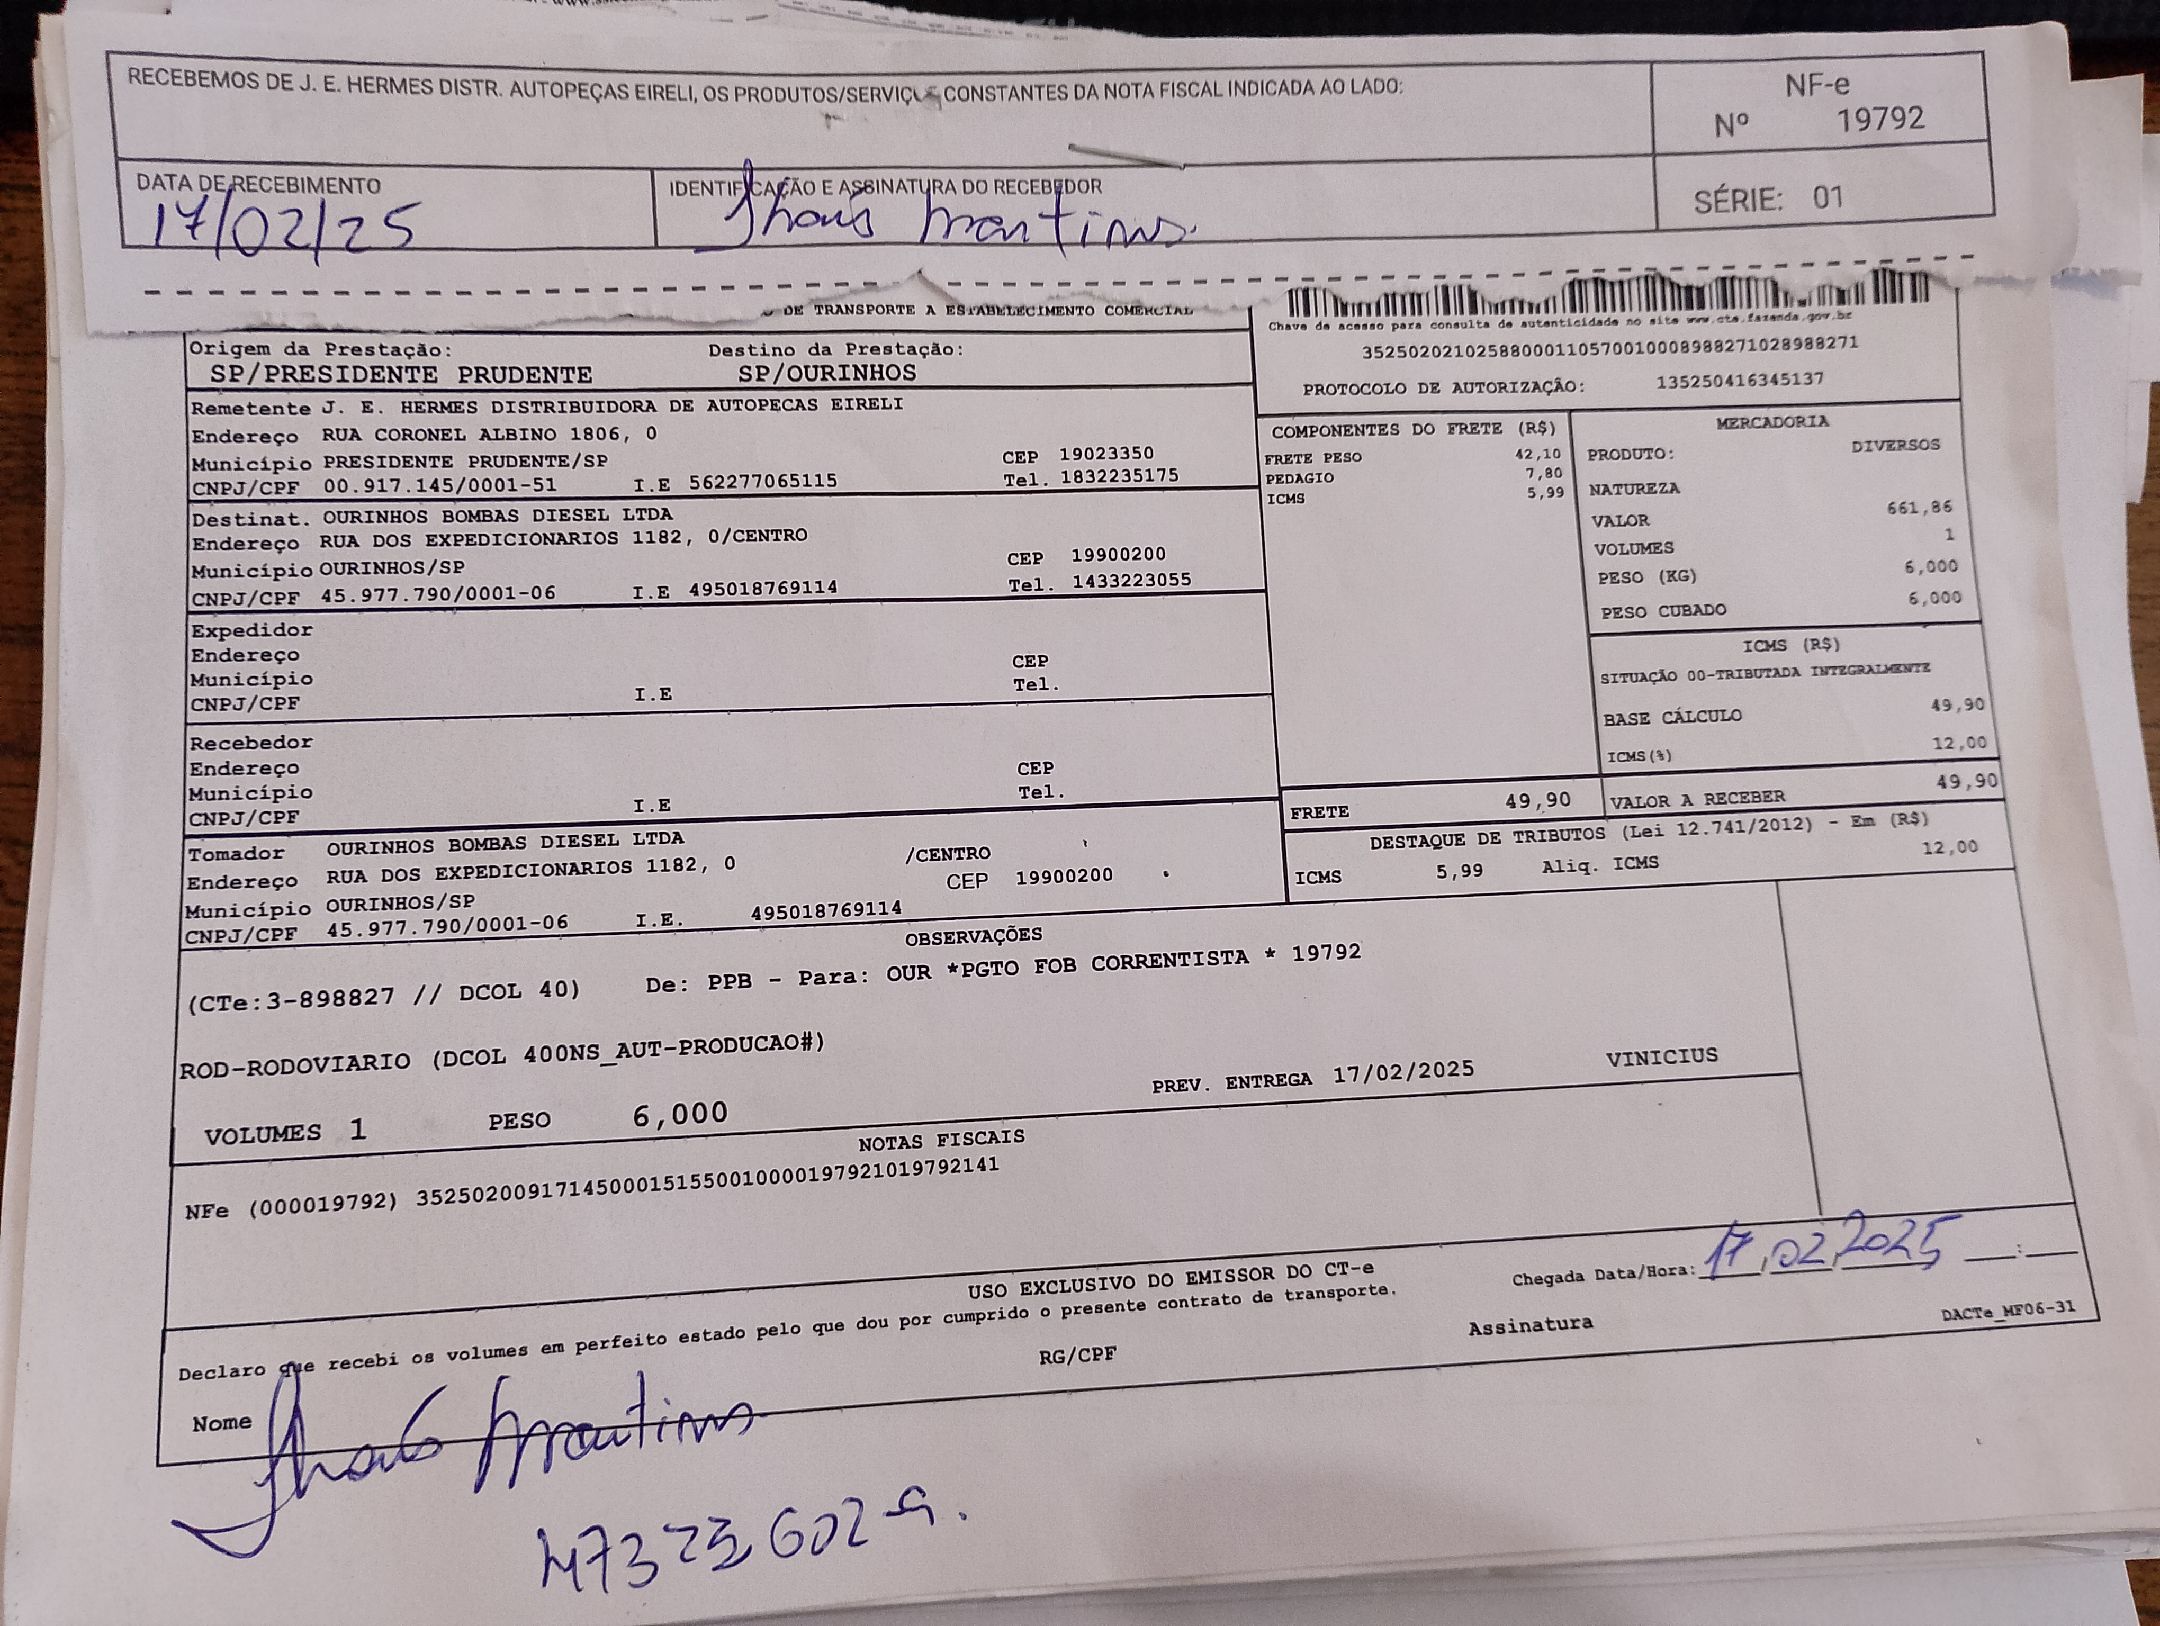 RECEBEMOS DE J. E. HERMES DISTR. AUTOPEÇAS EIRELI, OS PRODUTOS/SERVIÇOS CONSTANTES DA NOTA FISCAL INDICADA AO LADO:
NF-e
Nº 19792
SÉRIE: 01
DATA DE RECEBIMENTO
17/02/25
IDENTIFICAÇÃO E ASSINATURA DO RECEBEDOR
Thais Martins.
DE TRANSPORTE A ESTABELECIMENTO COMERCIAL
Chave de acesso para consulta de autenticidade no site www.cte.fazenda.gov.br
35250202102588000110570010008988271028988271
PROTOCOLO DE AUTORIZAÇÃO: 135250416345137
Origem da Prestação: Destino da Prestação:
SP/PRESIDENTE PRUDENTE SP/OURINHOS
Remetente J. E. HERMES DISTRIBUIDORA DE AUTOPECAS EIRELI
Endereço RUA CORONEL ALBINO 1806, 0
Município PRESIDENTE PRUDENTE/SP CEP 19023350
CNPJ/CPF 00.917.145/0001-51 I.E 562277065115 Tel. 1832235175
Destinat. OURINHOS BOMBAS DIESEL LTDA
Endereço RUA DOS EXPEDICIONARIOS 1182, 0/CENTRO
Município OURINHOS/SP CEP 19900200
CNPJ/CPF 45.977.790/0001-06 I.E 495018769114 Tel. 1433223055
Expedidor
Endereço
Município CEP
CNPJ/CPF I.E Tel.
Recebedor
Endereço
Município CEP
CNPJ/CPF I.E Tel.
Tomador OURINHOS BOMBAS DIESEL LTDA
Endereço RUA DOS EXPEDICIONARIOS 1182, 0 /CENTRO
Município OURINHOS/SP CEP 19900200
CNPJ/CPF 45.977.790/0001-06 I.E. 495018769114
COMPONENTES DO FRETE (R$)
FRETE PESO 42,10
PEDAGIO 7,80
ICMS 5,99
MERCADORIA
PRODUTO: DIVERSOS
NATUREZA
VALOR 661,86
VOLUMES 1
PESO (KG) 6,000
PESO CUBADO 6,000
ICMS (R$)
SITUAÇÃO 00-TRIBUTADA INTEGRALMENTE
BASE CÁLCULO 49,90
ICMS(%) 12,00
FRETE 49,90 VALOR A RECEBER 49,90
DESTAQUE DE TRIBUTOS (Lei 12.741/2012) - Em (R$)
ICMS 5,99 Aliq. ICMS 12,00
OBSERVAÇÕES
(CTe:3-898827 // DCOL 40) De: PPB - Para: OUR *PGTO FOB CORRENTISTA * 19792
ROD-RODOVIARIO (DCOL 400NS_AUT-PRODUCAO#)
VOLUMES 1 PESO 6,000 PREV. ENTREGA 17/02/2025 VINICIUS
NOTAS FISCAIS
NFe (000019792) 35250200917145000151550010000197921019792141
USO EXCLUSIVO DO EMISSOR DO CT-e
Chegada Data/Hora: 17/02/2025 __:__
Declaro que recebi os volumes em perfeito estado pelo que dou por cumprido o presente contrato de transporte.
Nome Thais Martins RG/CPF Assinatura
DACTe_MF06-31